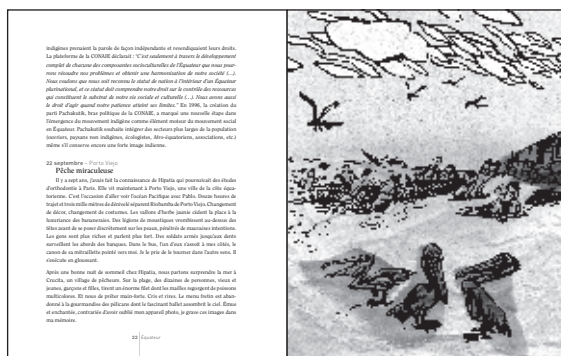 indigènes prenaient la parole de façon indépendante et revendiquaient leurs droits.
La plateforme de la CONAIE déclarait : "C'est seulement à travers le développement
complet de chacune des composantes socioculturelles de l'Équateur que nous pour-
rons résoudre nos problèmes et obtenir une harmonisation de notre société (...).
Nous voulons que nous soit reconnu le statut de nation à l'intérieur d'un Équateur
plurinational, et ce statut doit comprendre notre droit sur le contrôle des ressources
qui constituent le substrat de notre vie sociale et culturelle (...). Nous avons aussi
le droit d'agir quand notre patience atteint ses limites." En 1996, la création du
parti Pachakutik, bras politique de la CONAIE, a marqué une nouvelle étape dans
l'émergence du mouvement indigène comme élément moteur du mouvement social
en Équateur. Pachakutik souhaite intégrer des secteurs plus larges de la population
(ouvriers, paysans non indigènes, écologistes, Afro-équatoriens, associations, etc.)
même s'il conserve encore une forte image indienne.
22 septembre – Porto Viejo
Pêche miraculeuse
Il y a sept ans, j'avais fait la connaissance de Hipatia qui poursuivait des études
d'orthodontie à Paris. Elle vit maintenant à Porto Viejo, une ville de la côte équa-
torienne. C'est l'occasion d'aller voir l'océan Pacifique avec Pablo. Douze heures de
trajet et trois mille mètres de dénivelé séparent Riobamba de Porto Viejo. Changement
de décor, changement de costumes. Les vallons d'herbe jaunie cèdent la place à la
luxuriance des bananeraies. Des légions de moustiques vrombissent au-dessus des
têtes avant de se poser discrètement sur les peaux, pénétrés de mauvaises intentions.
Les gens sont plus riches et parlent plus fort. Des soldats armés jusqu'aux dents
surveillent les abords des banques. Dans le bus, l'un d'eux s'assoit à mes côtés, le
canon de sa mitraillette pointé vers moi. Je le prie de le tourner dans l'autre sens. Il
s'exécute en gloussant.
Après une bonne nuit de sommeil chez Hipatia, nous partons surprendre la mer à
Crucita, un village de pêcheurs. Sur la plage, des dizaines de personnes, vieux et
jeunes, garçons et filles, tirent un énorme filet dont les mailles regorgent de poissons
multicolores. Et nous de prêter main-forte. Cris et rires. Le menu fretin est aban-
donné à la gourmandise des pélicans dont le fascinant ballet assombrit le ciel. Émus
et enchantée, contrariée d'avoir oublié mon appareil photo, je grave ces images dans
ma mémoire.
22 Équateur